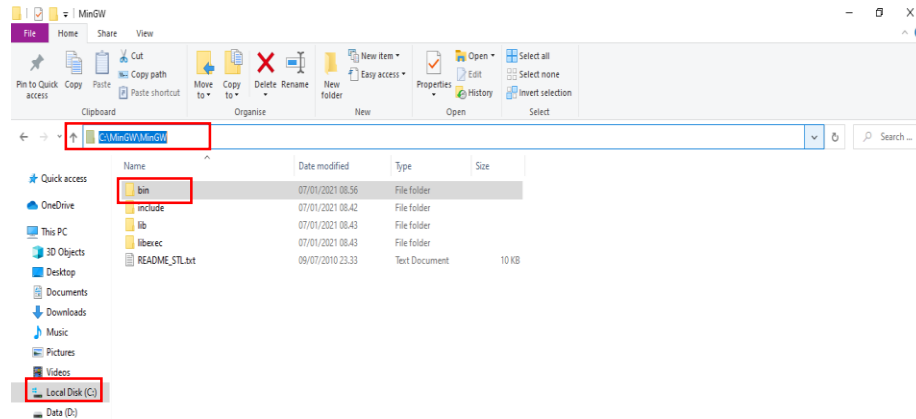 MinGW
File Home Share View
Pin to Quick access
Copy
Paste
Cut
Copy path
Paste shortcut
Clipboard
Move to
Copy to
Delete
Rename
Organise
New folder
New item
Easy access
New
Properties
Open
Edit
History
Open
Select all
Select none
Invert selection
Select
C:\MinGW\MinGW
Search ...
Name Date modified Type Size
bin 07/01/2021 08.56 File folder
include 07/01/2021 08.42 File folder
lib 07/01/2021 08.43 File folder
libexec 07/01/2021 08.43 File folder
README_STL.txt 09/07/2010 23.33 Text Document 10 KB
Quick access
OneDrive
This PC
3D Objects
Desktop
Documents
Downloads
Music
Pictures
Videos
Local Disk (C:)
Data (D:)